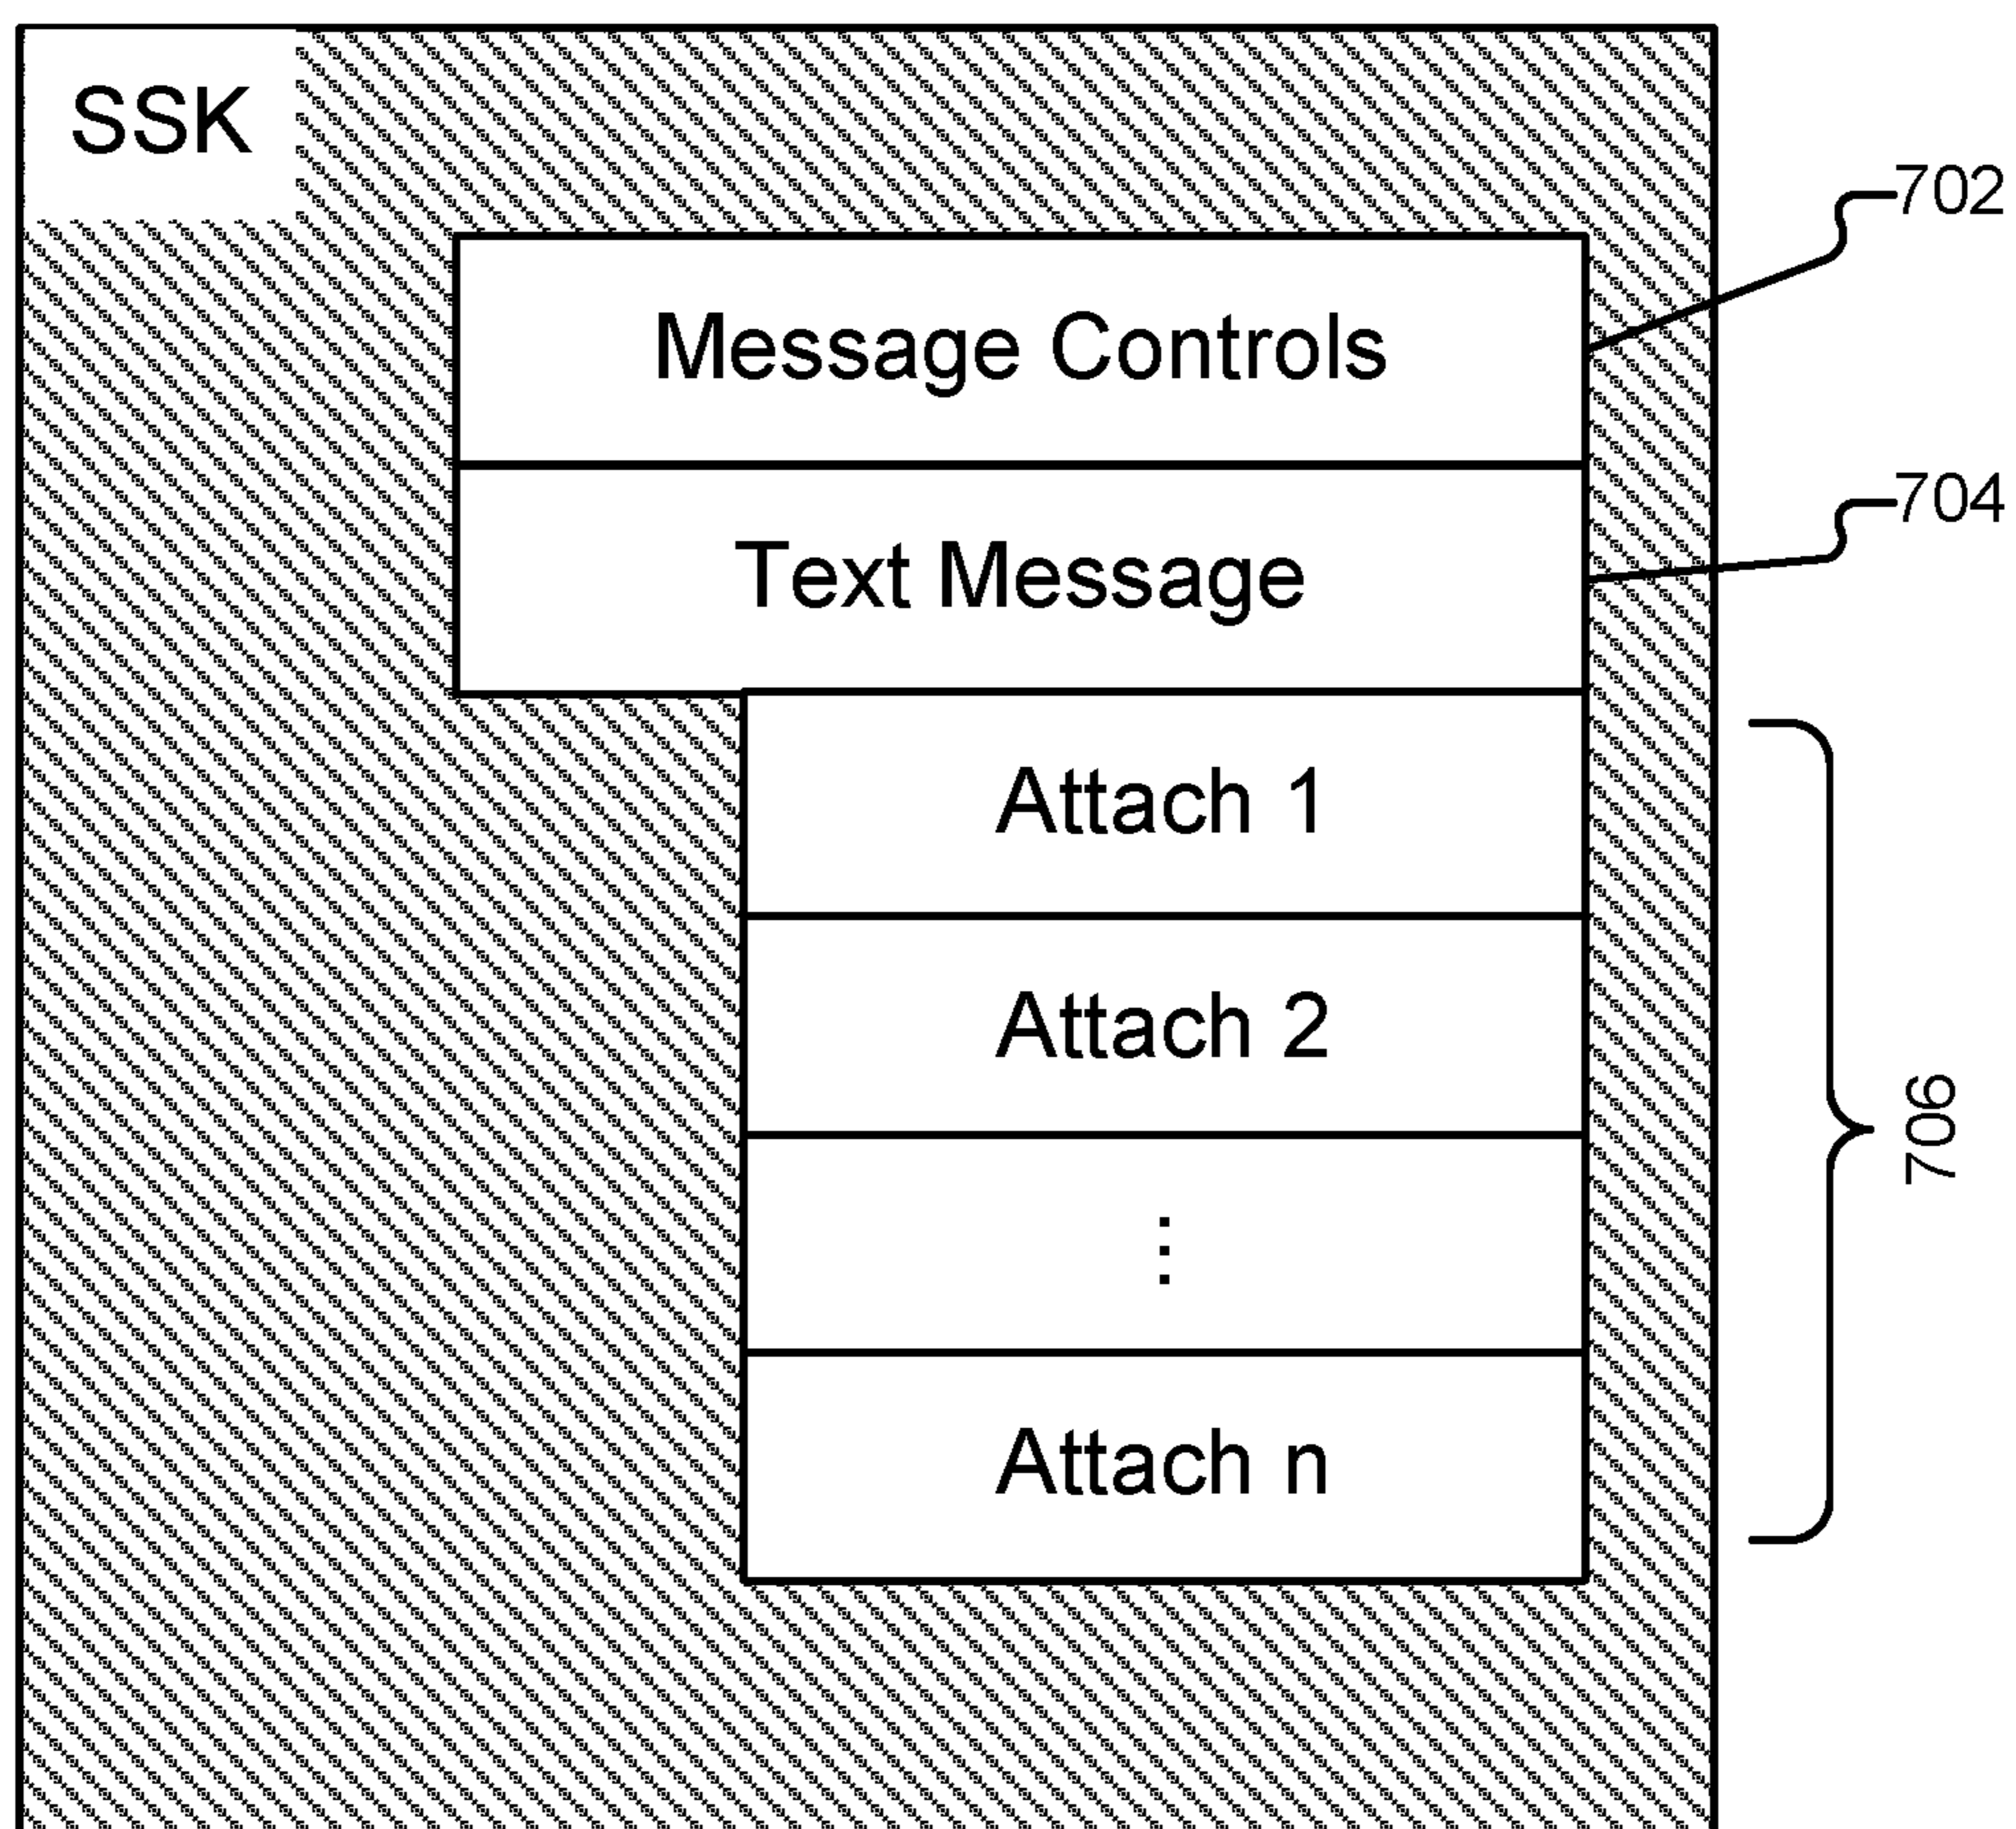 SSK
702
Message Controls
704
Text Message
Attach 1
Attach 2
⋮
Attach n
706